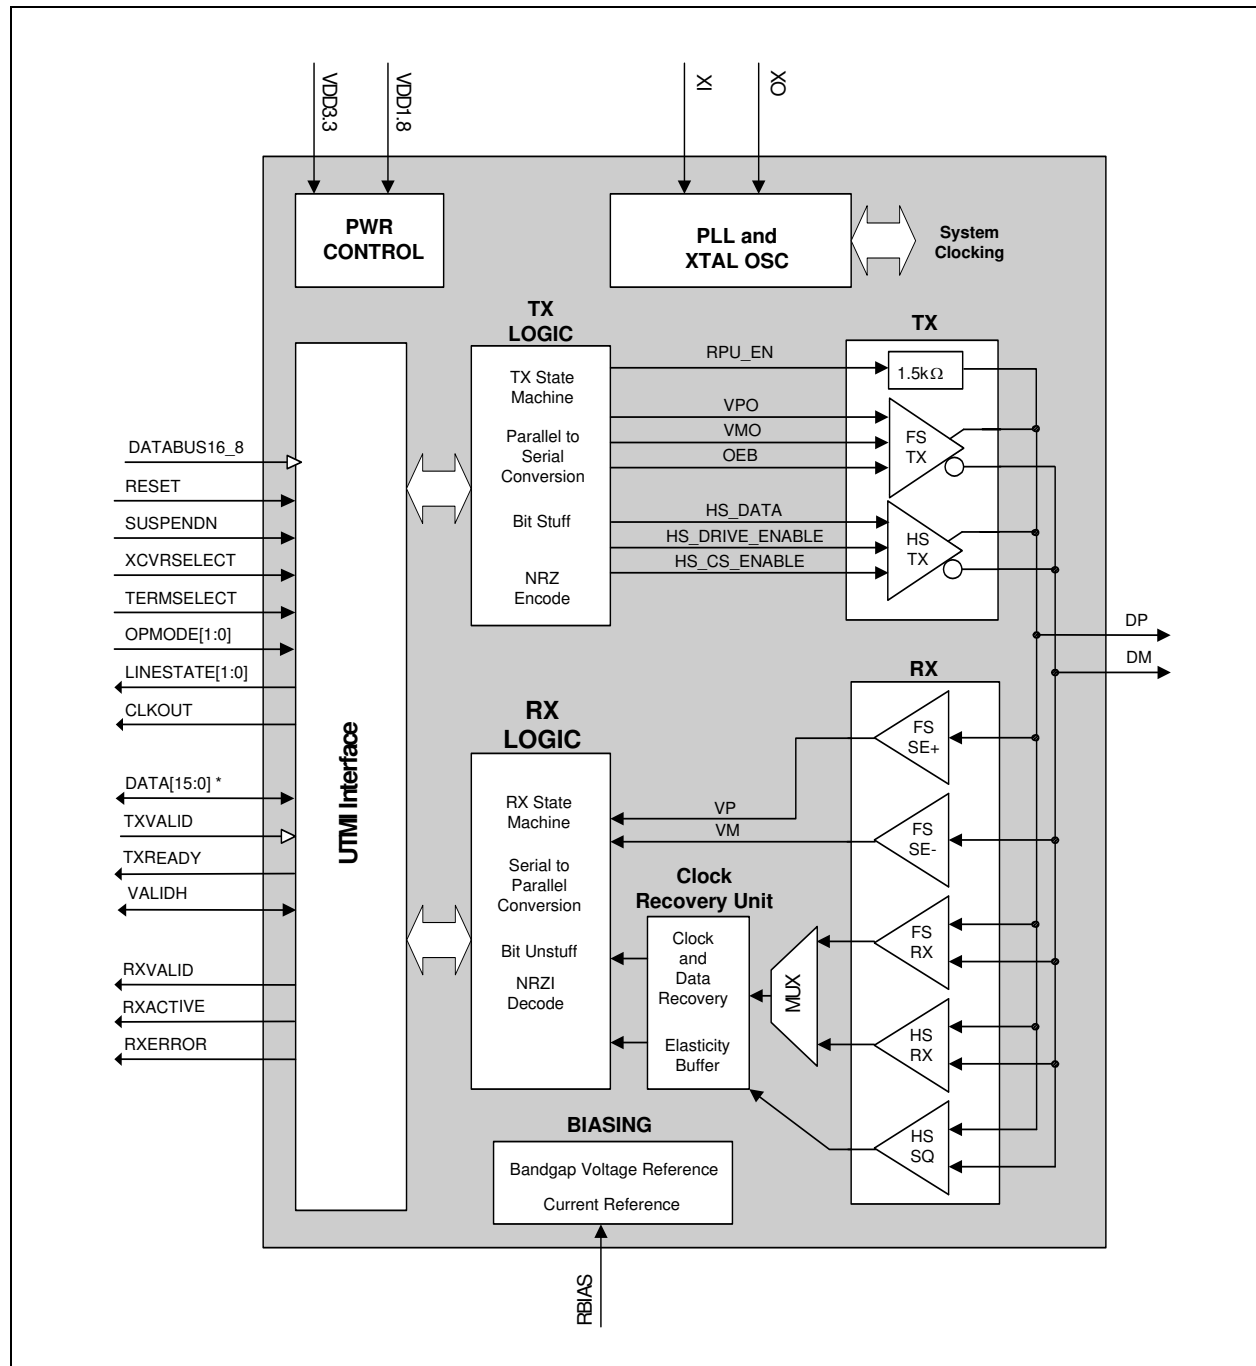 VDD3.3
VDD1.8
XI
XO
PWR
CONTROL
PLL and
XTAL OSC
System
Clocking
TX
LOGIC
TX State
Machine
Parallel to
Serial
Conversion
Bit Stuff
NRZ
Encode
RPU_EN
VPO
VMO
OEB
HS_DATA
HS_DRIVE_ENABLE
HS_CS_ENABLE
TX
1.5kΩ
FS
TX
HS
TX
DATABUS16_8
RESET
SUSPENDN
XCVRSELECT
TERMSELECT
OPMODE[1:0]
LINESTATE[1:0]
CLKOUT
DATA[15:0] *
TXVALID
TXREADY
VALIDH
RXVALID
RXACTIVE
RXERROR
UTMI Interface
DP
DM
RX
LOGIC
RX State
Machine
Serial to
Parallel
Conversion
Bit Unstuff
NRZI
Decode
VP
VM
Clock
Recovery Unit
Clock
and
Data
Recovery
Elasticity
Buffer
MUX
RX
FS
SE+
FS
SE-
FS
RX
HS
RX
HS
SQ
BIASING
Bandgap Voltage Reference
Current Reference
RBIAS